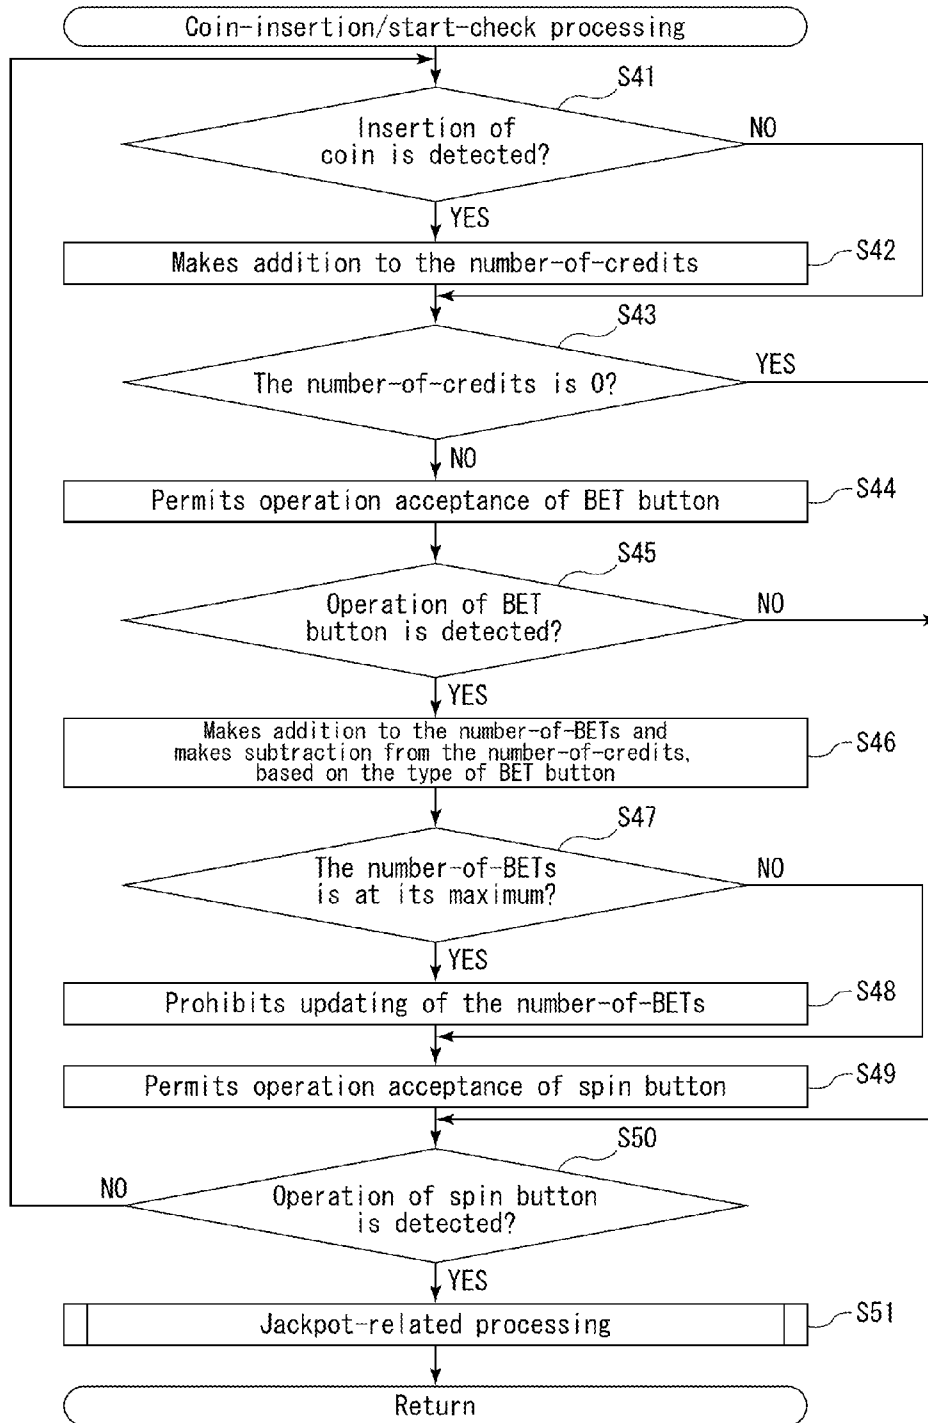 Coin-insertion/start-check processing
S41
Insertion of
coin is detected?
NO
YES
Makes addition to the number-of-credits
S42
S43
The number-of-credits is 0?
YES
NO
Permits operation acceptance of BET button
S44
S45
Operation of BET
button is detected?
NO
YES
Makes addition to the number-of-BETs and
makes subtraction from the number-of-credits,
based on the type of BET button
S46
S47
The number-of-BETs
is at its maximum?
NO
YES
Prohibits updating of the number-of-BETs
S48
Permits operation acceptance of spin button
S49
S50
NO
Operation of spin button
is detected?
YES
Jackpot-related processing
S51
Return